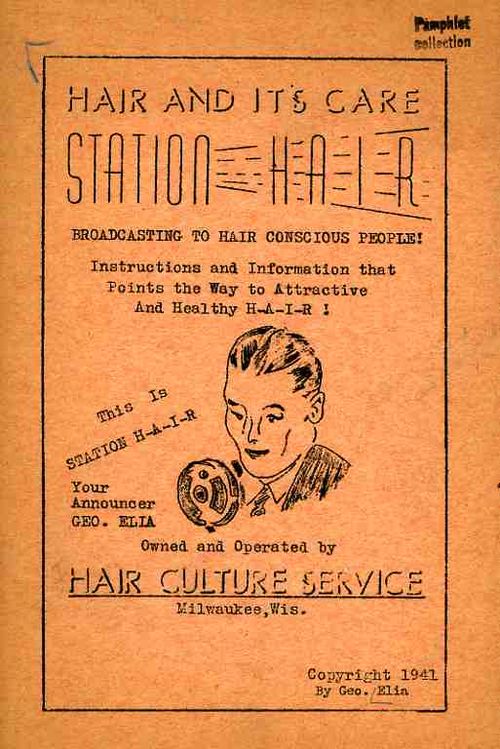 Pamphlet
collection
HAIR AND IT'S CARE
STATION H-A-I-R
BROADCASTING TO HAIR CONSCIOUS PEOPLE!
Instructions and Information that
Points the Way to Attractive
And Healthy H-A-I-R !
This Is
STATION H-A-I-R
Your
Announcer
GEO. ELIA
Owned and Operated by
HAIR CULTURE SERVICE
Milwaukee,Wis.
Copyright 1941
By Geo. Elia